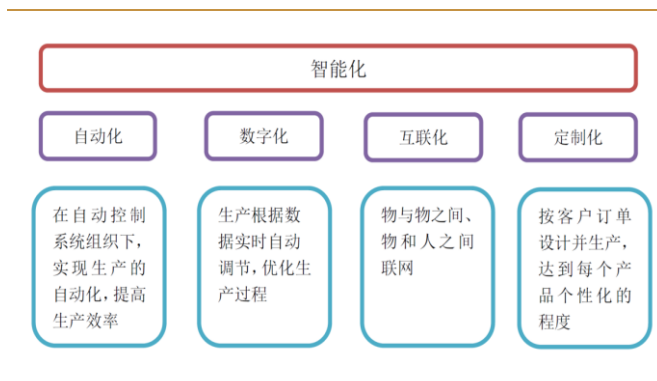 智能化
自动化
数字化
互联化
定制化
在自动控制
系统组织下，
实现生产的
自动化，提高
生产效率
生产根据数
据实时自动
调节，优化生
产过程
物与物之间、
物和人之间
联网
按客户订单
设计并生产，
达到每个产
品个性化的
程度